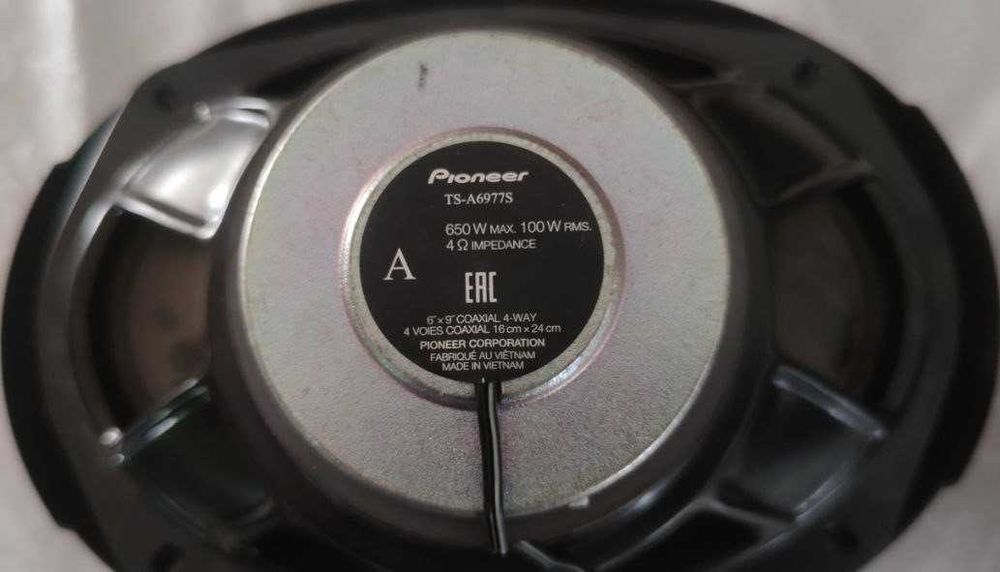 Pioneer
TS-A6977S
650 W MAX. 100 W RMS.
4 Ω IMPEDANCE
A
EAC
6" x 9" COAXIAL 4-WAY
4 VOIES COAXIAL 16 cm x 24 cm
PIONEER CORPORATION
FABRIQUÉ AU VIÊTNAM
MADE IN VIETNAM